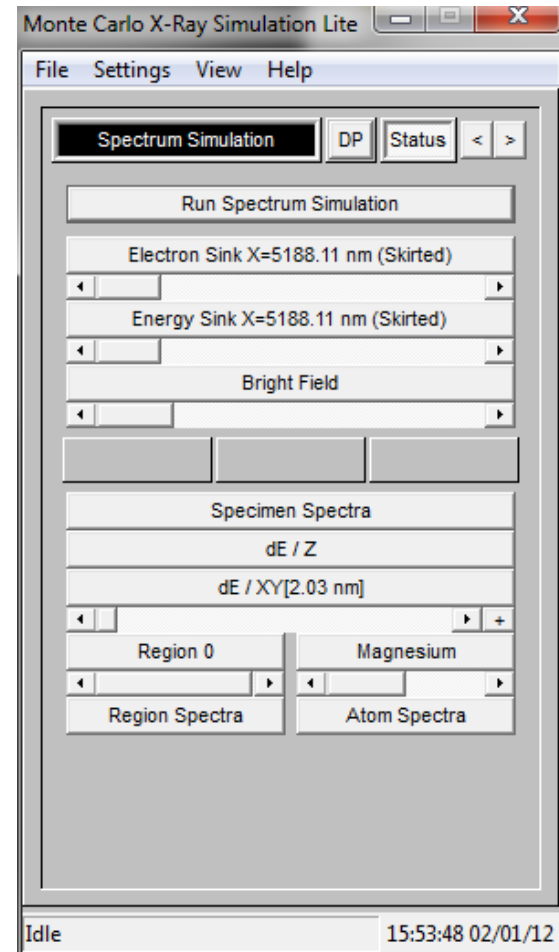 Monte Carlo X-Ray Simulation Lite
File Settings View Help
Spectrum Simulation DP Status < >
Run Spectrum Simulation
Electron Sink X=5188.11 nm (Skirted)
Energy Sink X=5188.11 nm (Skirted)
Bright Field
Specimen Spectra
dE / Z
dE / XY[2.03 nm]
+
Region 0 Magnesium
Region Spectra Atom Spectra
Idle 15:53:48 02/01/12